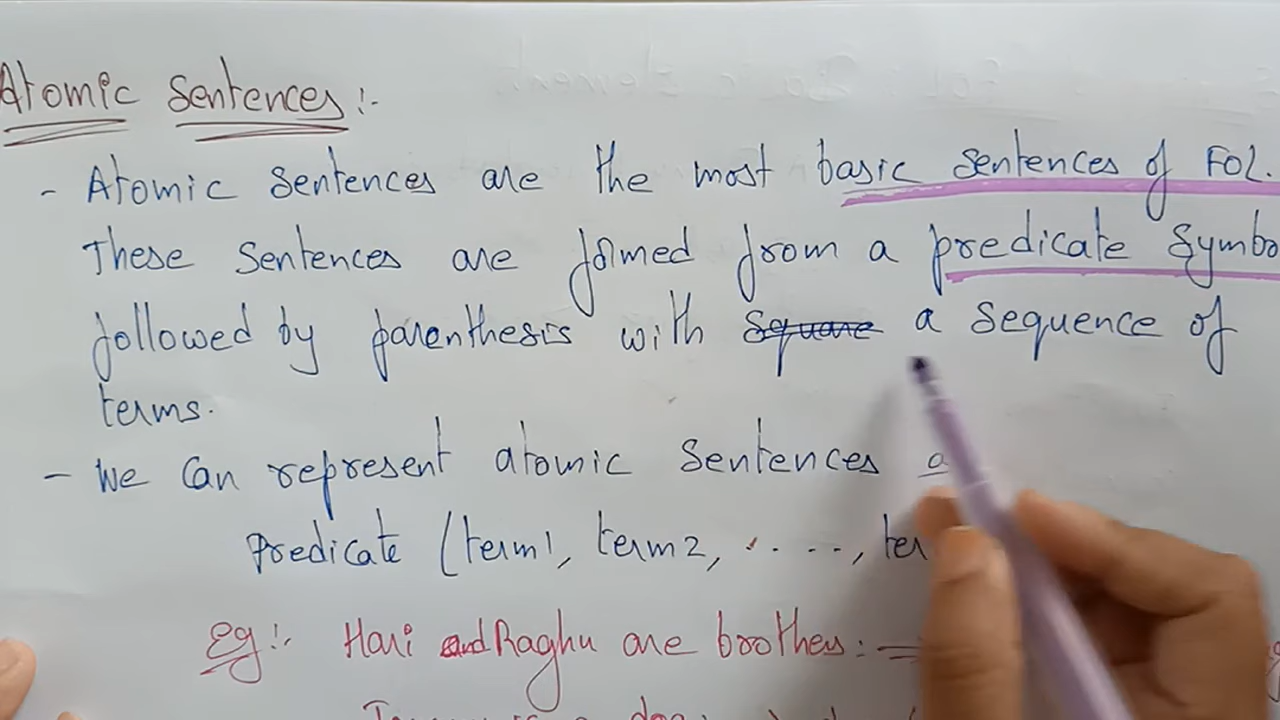 Atomic Sentences :-
- Atomic Sentences are the most basic sentences of FOL.
These Sentences are formed from a predicate Symbo
followed by parenthesis with a sequence of
terms.
- We Can represent atomic Sentences a
Predicate (term1, term2, . . . ., ter
Eg :- Hari and Raghu are brothers : =>